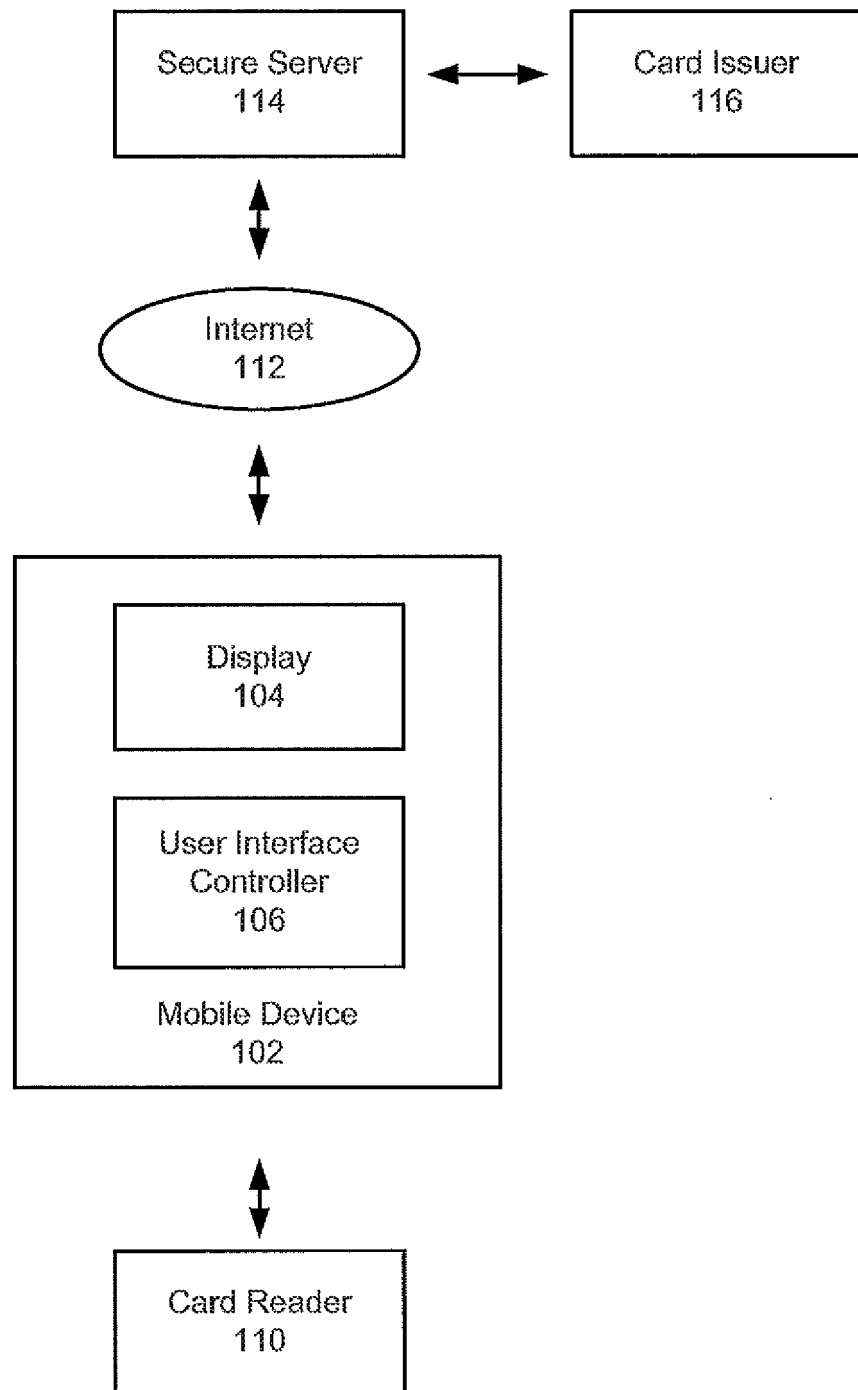 Secure Server
114
Card Issuer
116
Internet
112
Display
104
User Interface
Controller
106
Mobile Device
102
Card Reader
110